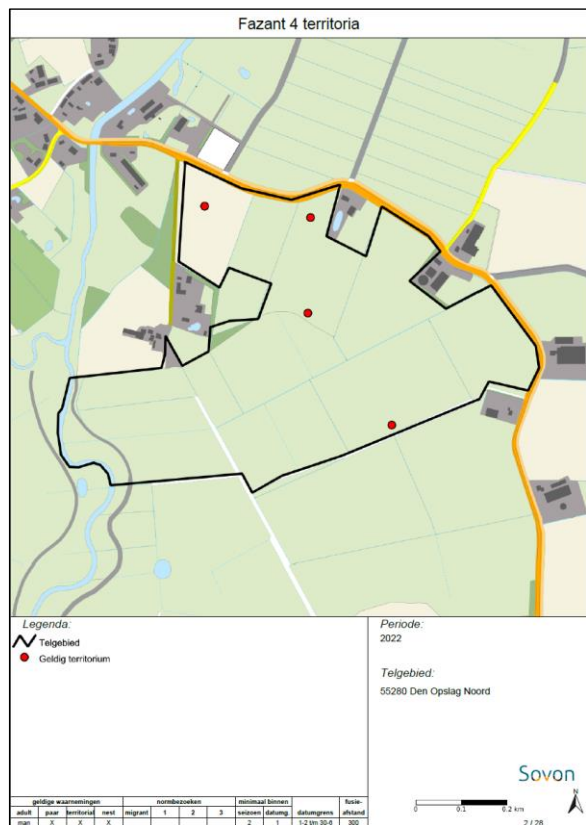 Fazant 4 territoria
Legenda:
Telgebied
Geldig territorium
Periode:
2022
Telgebied:
55280 Den Opslag Noord
Sovon
N
0 0.1 0.2 km
geldige waarnemingen normbezoeken minimaal binnen fusie-
adult paar territoriaal nest migrant 1 2 3 seizoen datumg. datumgrens afstand
man X X X 2 1 1-2 t/m 30-6 300
2 / 28